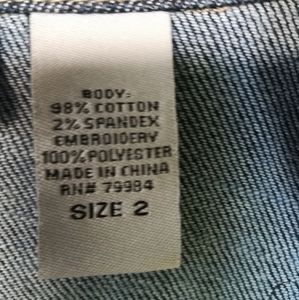 BODY:
98% COTTON
2% SPANDEX
EMBROIDERY
100% POLYESTER
MADE IN CHINA
RN# 79984
SIZE 2